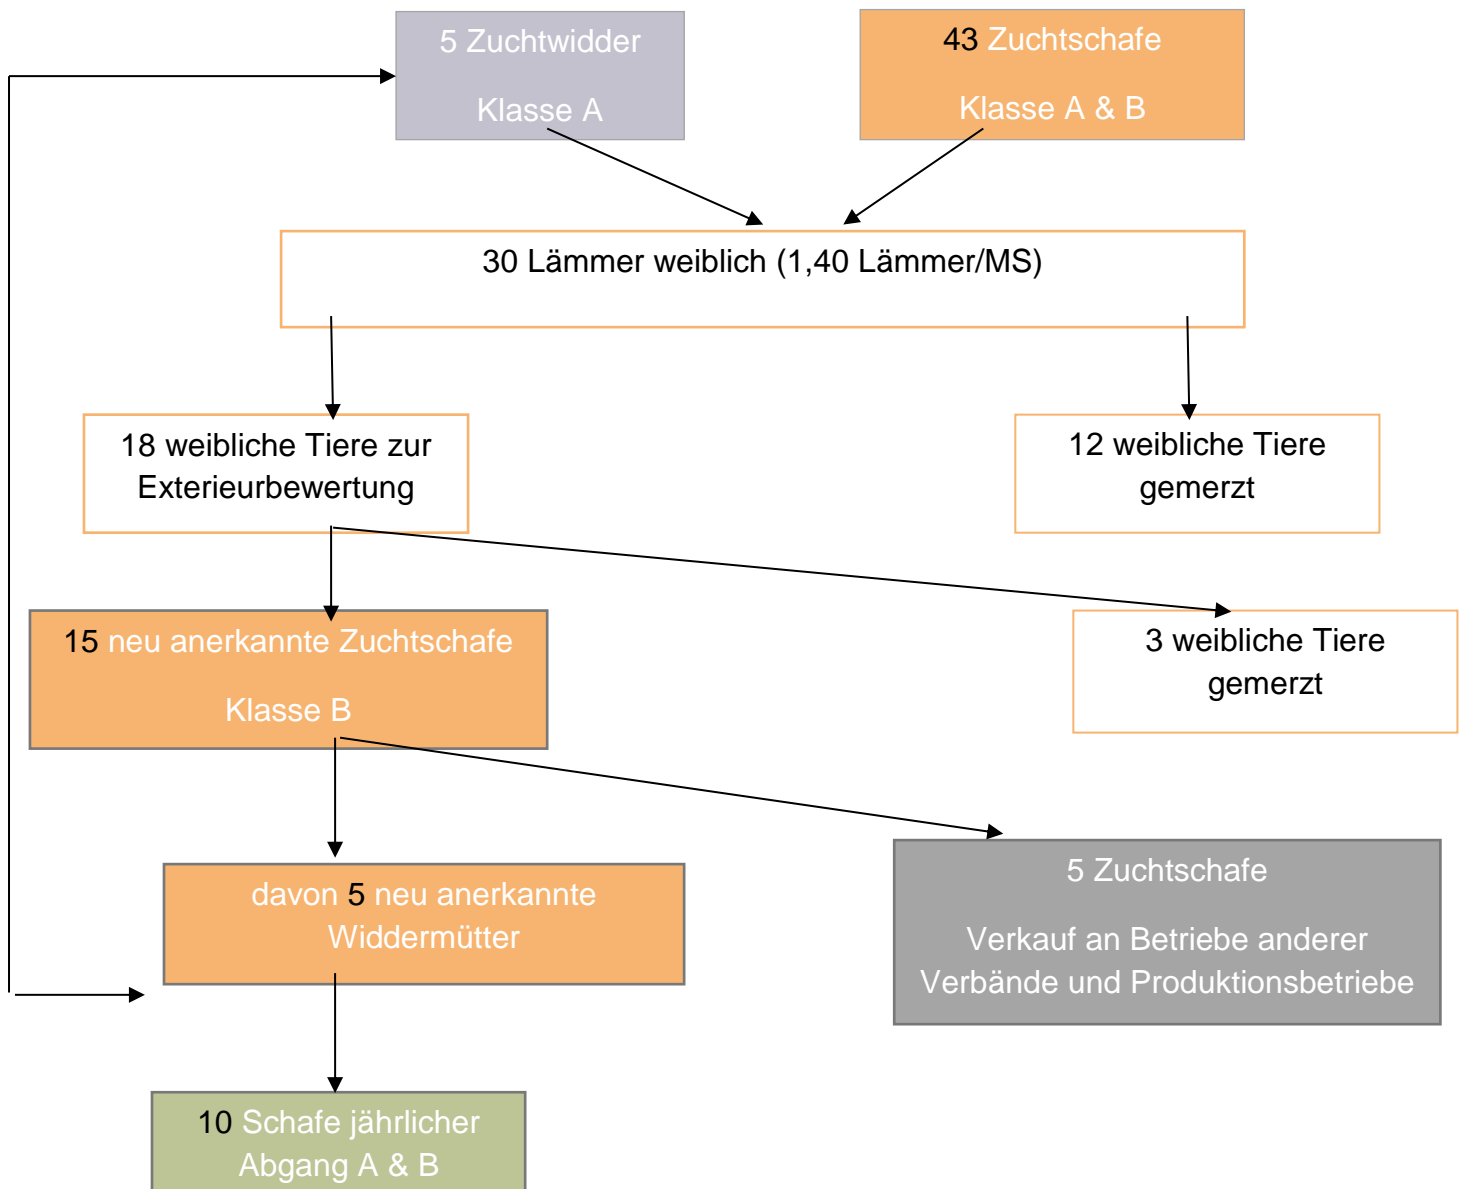 5 Zuchtwidder
Klasse A
43 Zuchtschafe
Klasse A & B
30 Lämmer weiblich (1,40 Lämmer/MS)
18 weibliche Tiere zur
Exterieurbewertung
12 weibliche Tiere
gemerzt
15 neu anerkannte Zuchtschafe
Klasse B
3 weibliche Tiere
gemerzt
davon 5 neu anerkannte
Widdermütter
5 Zuchtschafe
Verkauf an Betriebe anderer
Verbände und Produktionsbetriebe
10 Schafe jährlicher
Abgang A & B